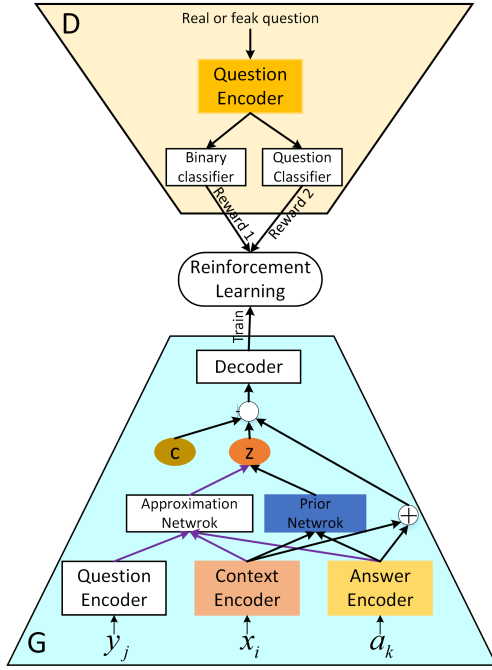 D
Real or feak question
Question
Encoder
Binary
classifier
Question
Classifier
Reward 1
Reward 2
Reinforcement
Learning
Train
Decoder
c
z
Approximation
Netwrok
Prior
Netwrok
+
Question
Encoder
Context
Encoder
Answer
Encoder
G
y_j
x_i
a_k